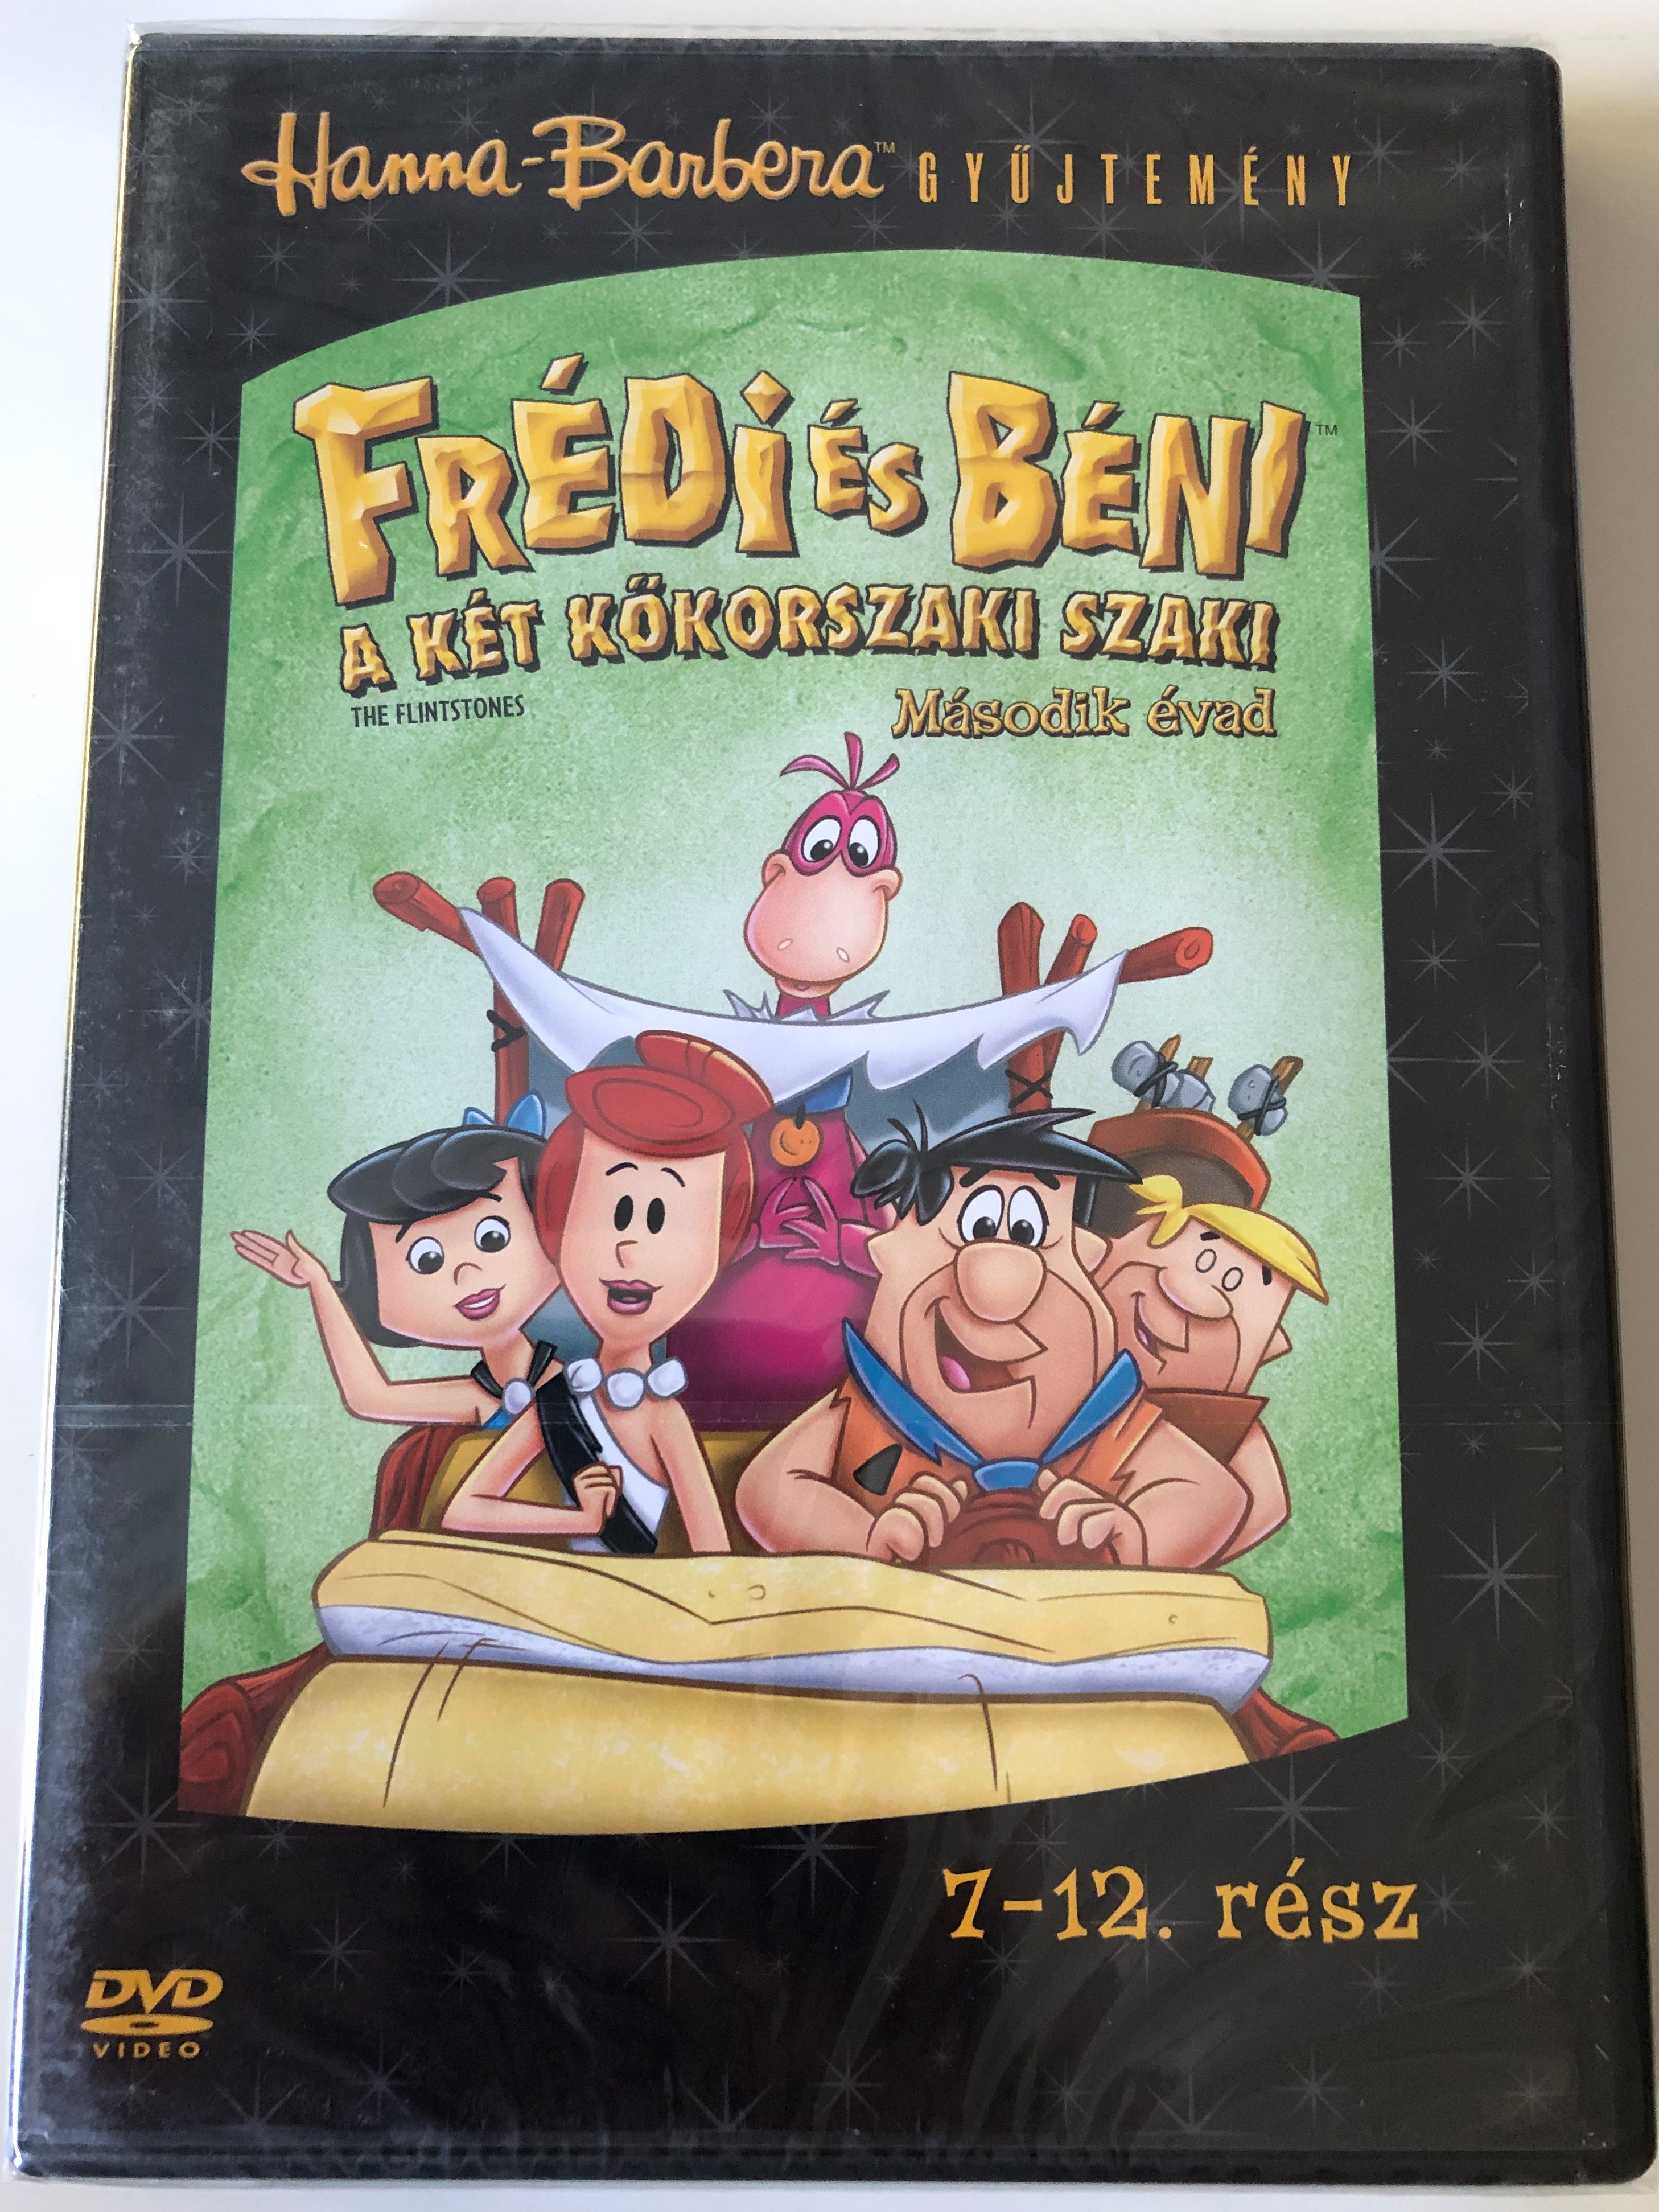 Hanna-Barbera™ GYŰJTEMÉNY
FRÉDI ÉS BÉNI™
A KÉT KŐKORSZAKI SZAKI
THE FLINTSTONES
Második évad
7-12. rész
DVD
VIDEO